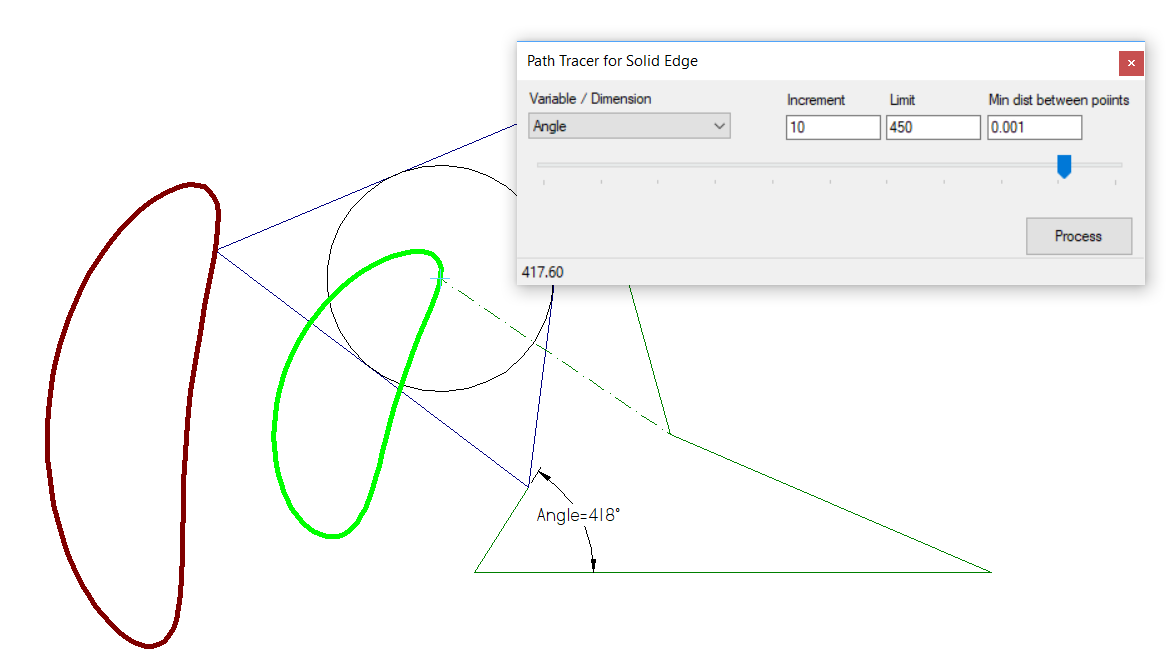 Path Tracer for Solid Edge
Variable / Dimension Increment Limit Min dist between poiints
Angle 10 450 0.001
Process
417.60
Angle=418°